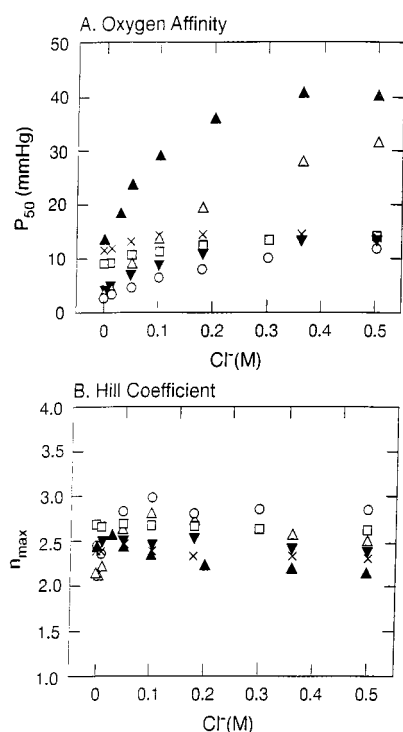 A. Oxygen Affinity
50
40
30
20
10
0
P50 (mmHg)
0 0.1 0.2 0.3 0.4 0.5
Cl-(M)
B. Hill Coefficient
4.0
3.5
3.0
2.5
2.0
1.5
1.0
nmax
0 0.1 0.2 0.3 0.4 0.5
Cl-(M)